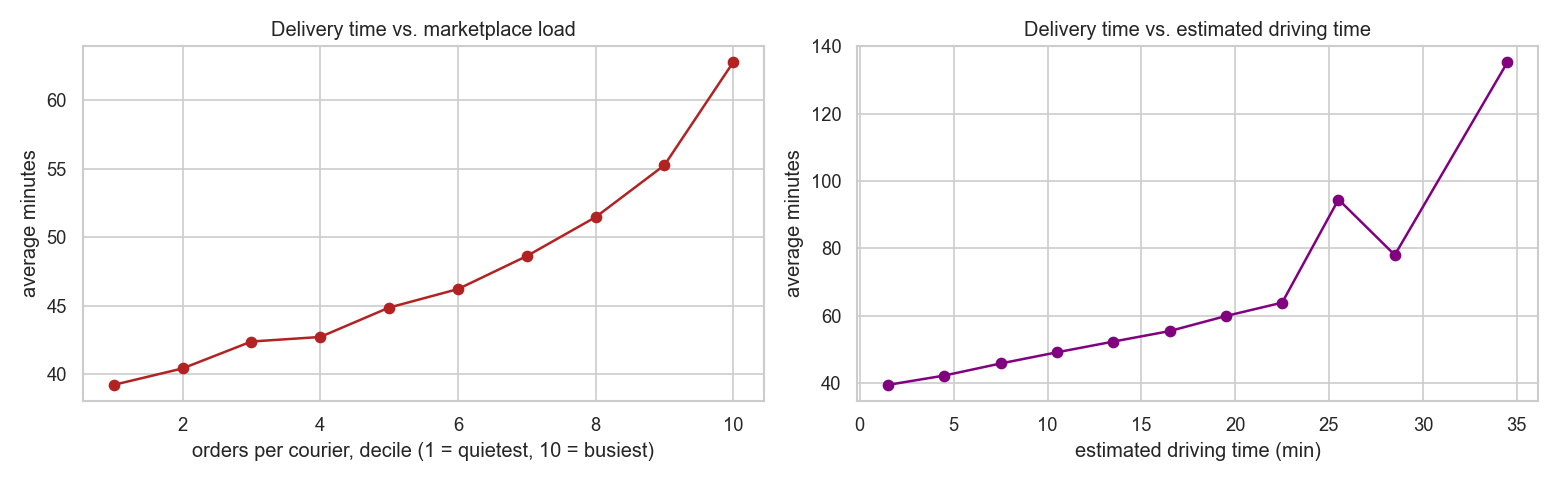 Delivery time vs. marketplace load
60
55
50
45
40
average minutes
2 4 6 8 10
orders per courier, decile (1 = quietest, 10 = busiest)
Delivery time vs. estimated driving time
140
120
100
80
60
40
average minutes
0 5 10 15 20 25 30 35
estimated driving time (min)